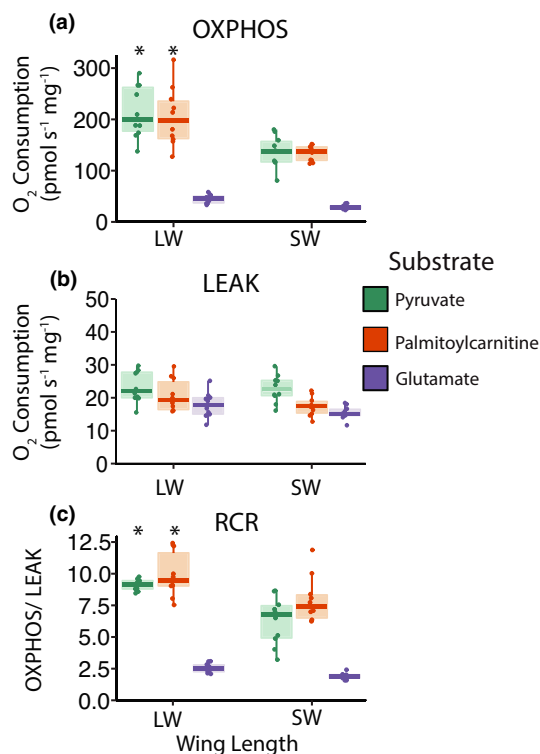 (a) OXPHOS
* *
O₂ Consumption
(pmol s⁻¹ mg⁻¹)
300
200
100
0
LW SW
Substrate
Pyruvate
Palmitoylcarnitine
Glutamate
(b) LEAK
O₂ Consumption
(pmol s⁻¹ mg⁻¹)
50
40
30
20
10
0
LW SW
(c) RCR
* *
OXPHOS/ LEAK
12.5
10.0
7.5
5.0
2.5
0.0
LW SW
Wing Length